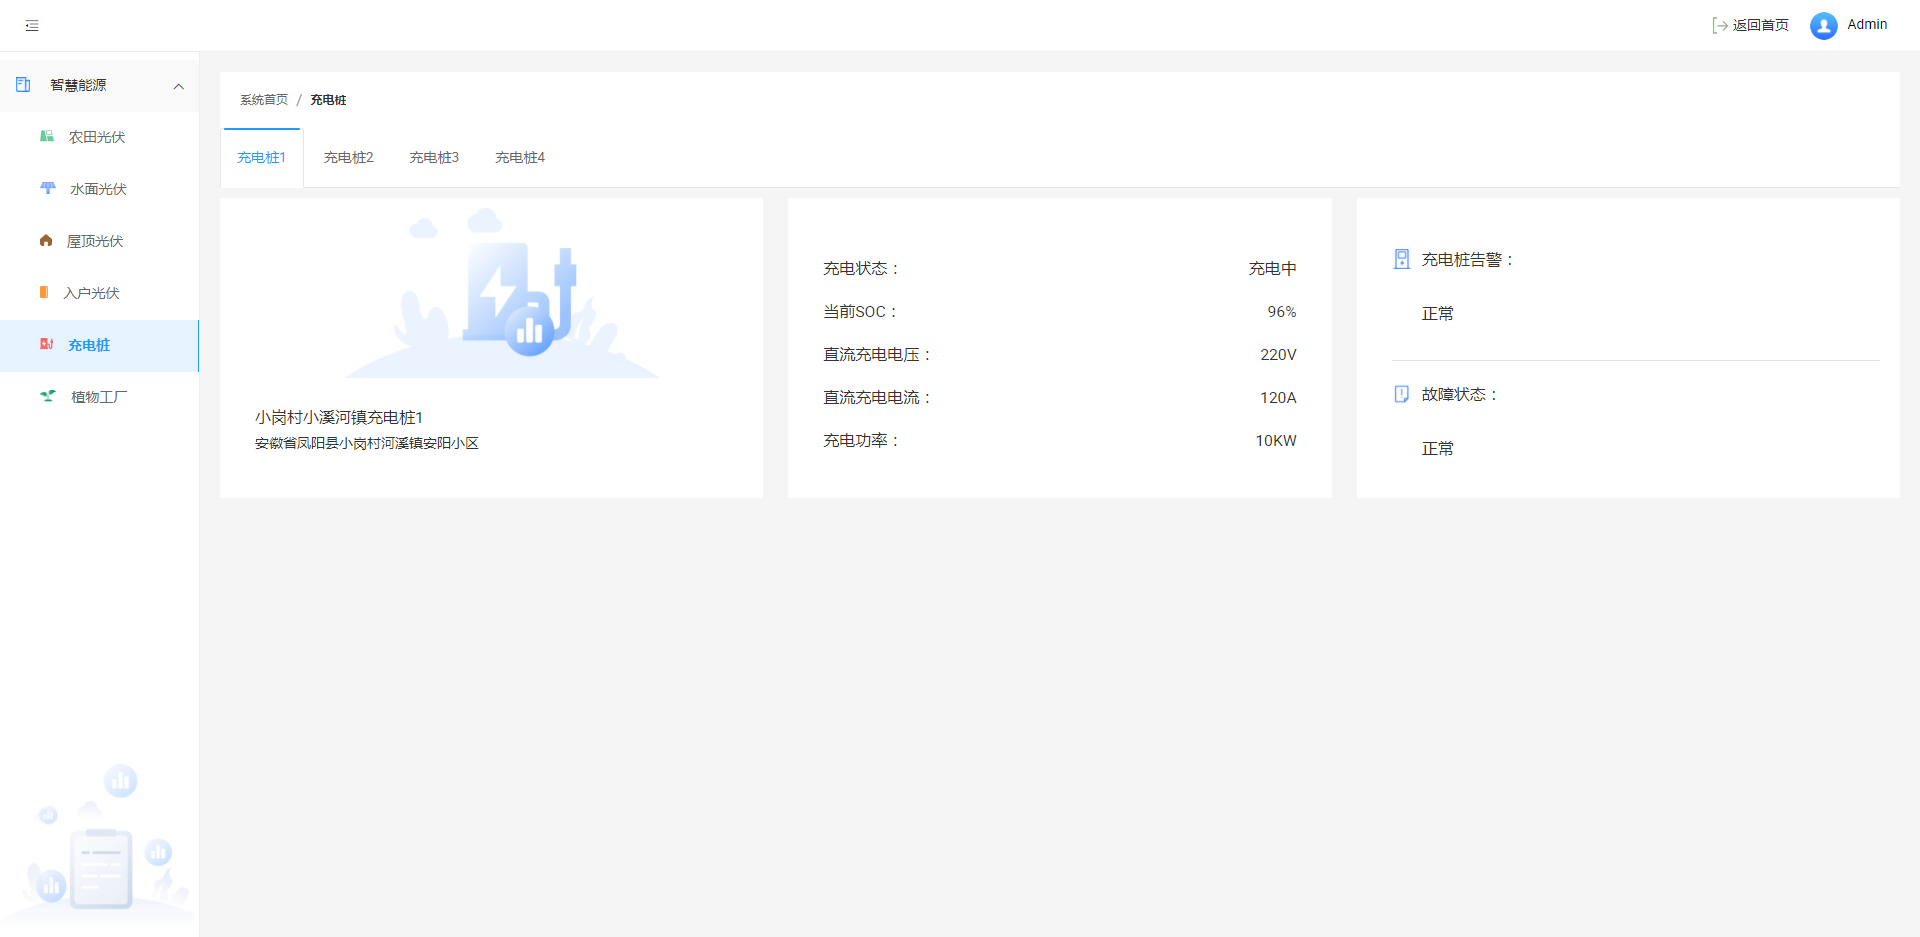 返回首页
Admin
智慧能源
农田光伏
水面光伏
屋顶光伏
入户光伏
充电桩
植物工厂
系统首页 / 充电桩
充电桩1 充电桩2 充电桩3 充电桩4
小岗村小溪河镇充电桩1
安徽省凤阳县小岗村河溪镇安阳小区
充电状态： 充电中
当前SOC： 96%
直流充电电压： 220V
直流充电电流： 120A
充电功率： 10KW
充电桩告警：
正常
故障状态：
正常